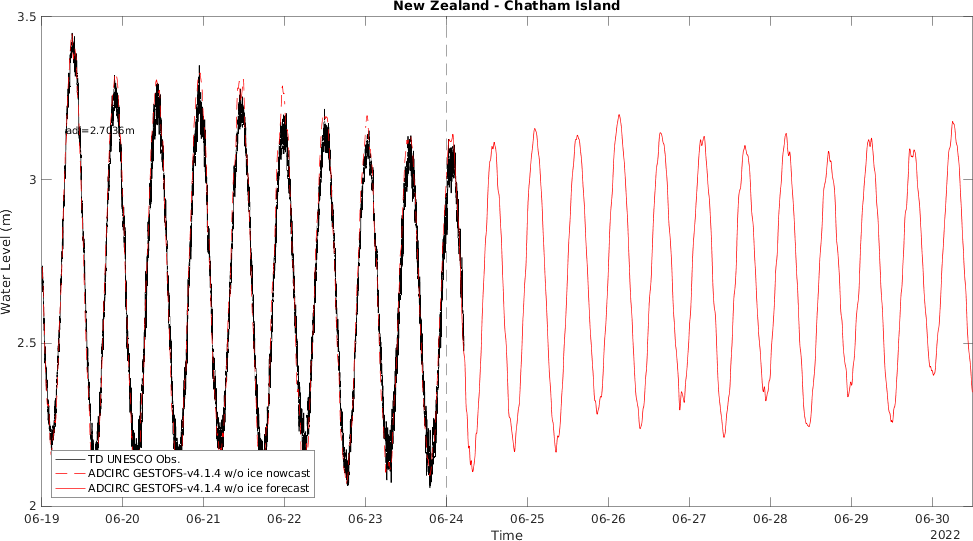 New Zealand - Chatham Island
3.5
3
2.5
2
Water Level (m)
adj=2.7035m
TD UNESCO Obs.
ADCIRC GESTOFS-v4.1.4 w/o ice nowcast
ADCIRC GESTOFS-v4.1.4 w/o ice forecast
06-19 06-20 06-21 06-22 06-23 06-24 06-25 06-26 06-27 06-28 06-29 06-30
Time
2022